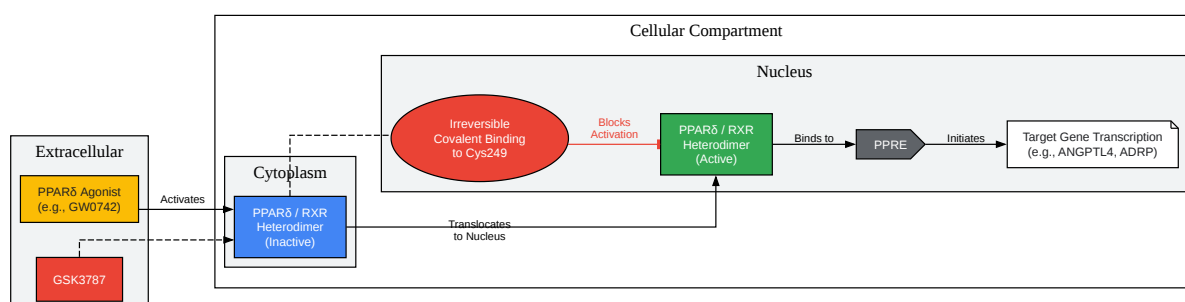 Cellular Compartment
Nucleus
Irreversible
Covalent Binding
to Cys249
Blocks
Activation
PPARδ / RXR
Heterodimer
(Active)
Binds to
PPRE
Initiates
Target Gene Transcription
(e.g., ANGPTL4, ADRP)
Extracellular
PPARδ Agonist
(e.g., GW0742)
Activates
Cytoplasm
PPARδ / RXR
Heterodimer
(Inactive)
Translocates
to Nucleus
GSK3787